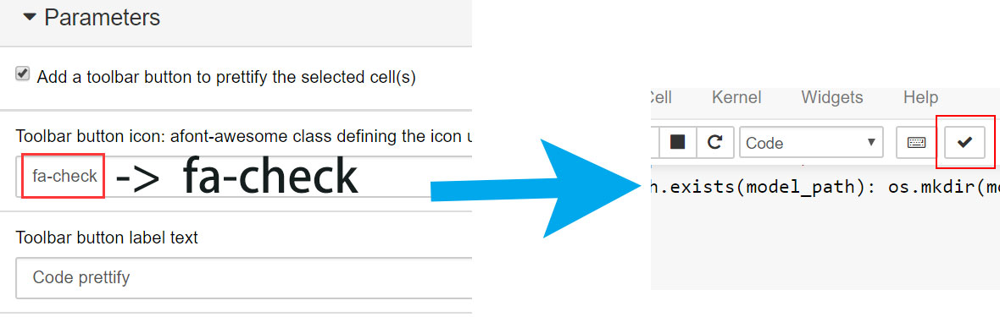 Parameters
Add a toolbar button to prettify the selected cell(s)
Toolbar button icon: afont-awesome class defining the icon u
fa-check -> fa-check
Toolbar button label text
Code prettify
Cell Kernel Widgets Help
Code
h.exists(model_path): os.mkdir(mo